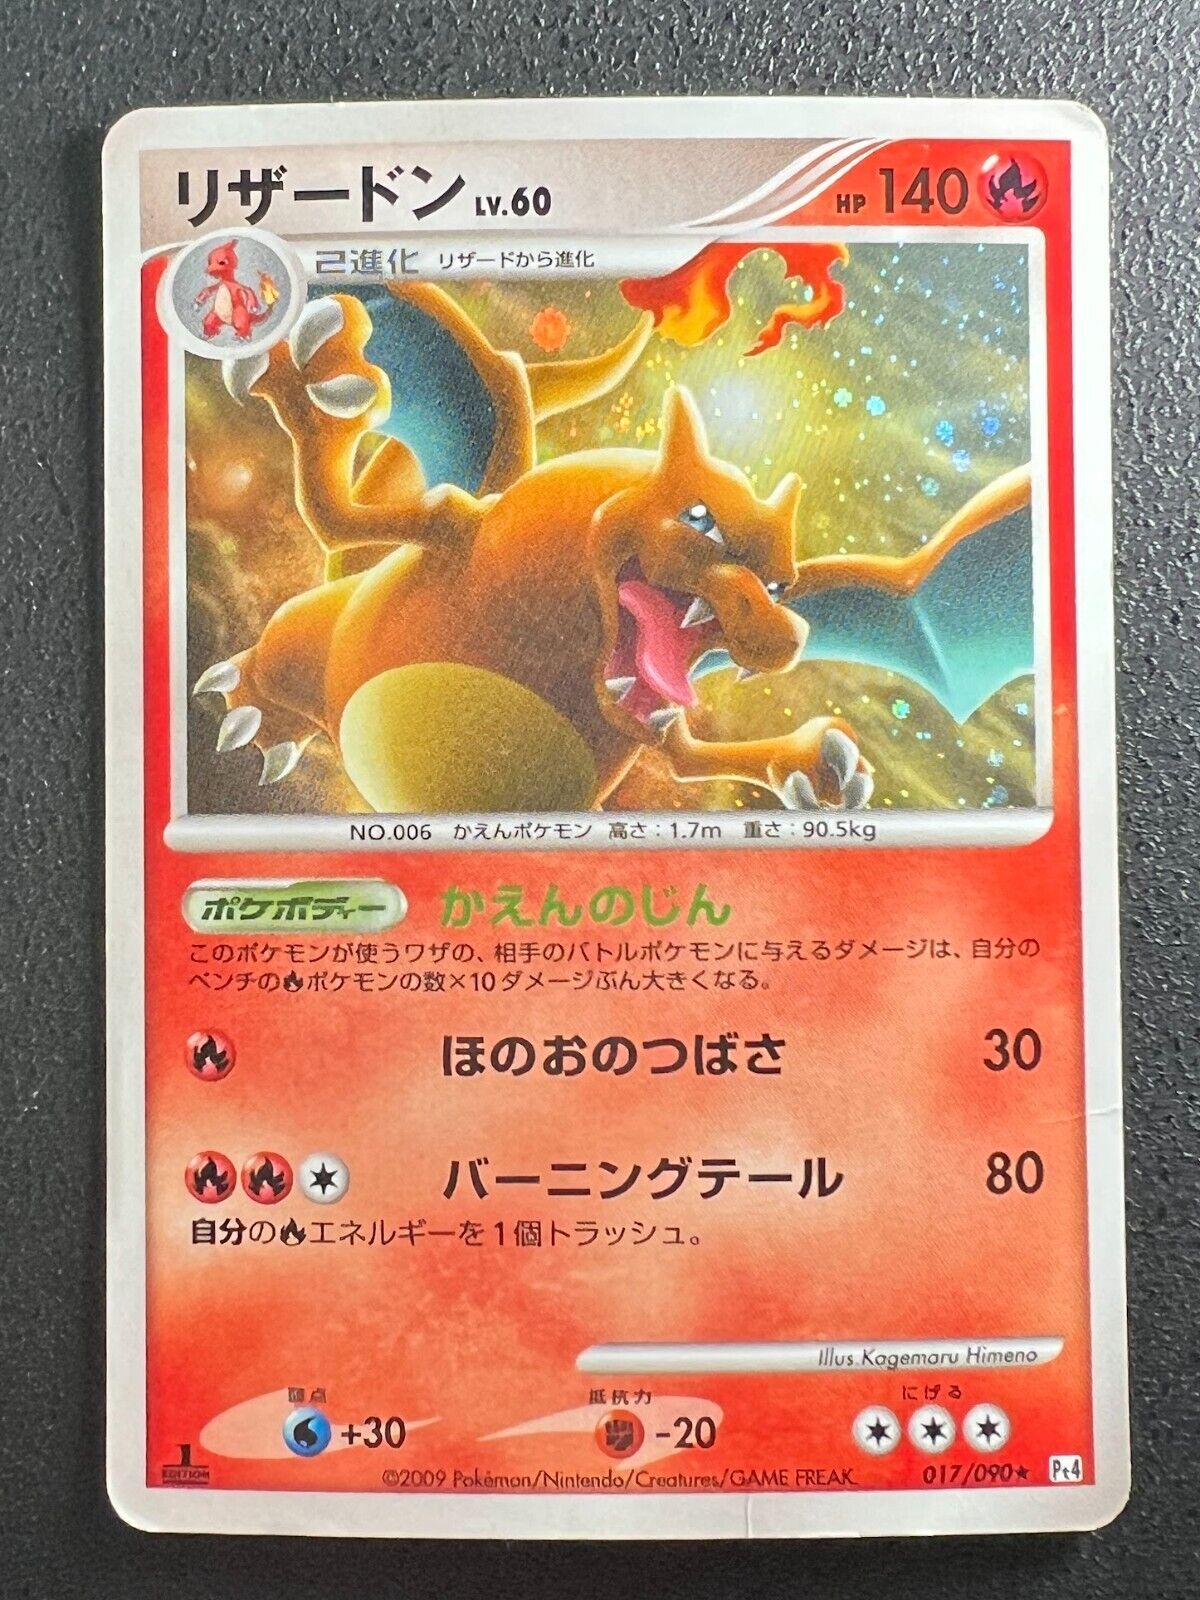 リザードン LV.60 HP 140
2進化 リザードから進化
NO.006 かえんポケモン 高さ：1.7m 重さ：90.5kg
ポケボディー かえんのじん
このポケモンが使うワザの、相手のバトルポケモンに与えるダメージは、自分の
ベンチのポケモンの数×10ダメージぶん大きくなる。
ほのおのつばさ 30
バーニングテール 80
自分のエネルギーを1個トラッシュ。
Illus. Kagemaru Himeno
弱点 抵抗力 にげる
+30 -20
1 EDITION
©2009 Pokémon/Nintendo/Creatures/GAME FREAK. 017/090★ Pt4